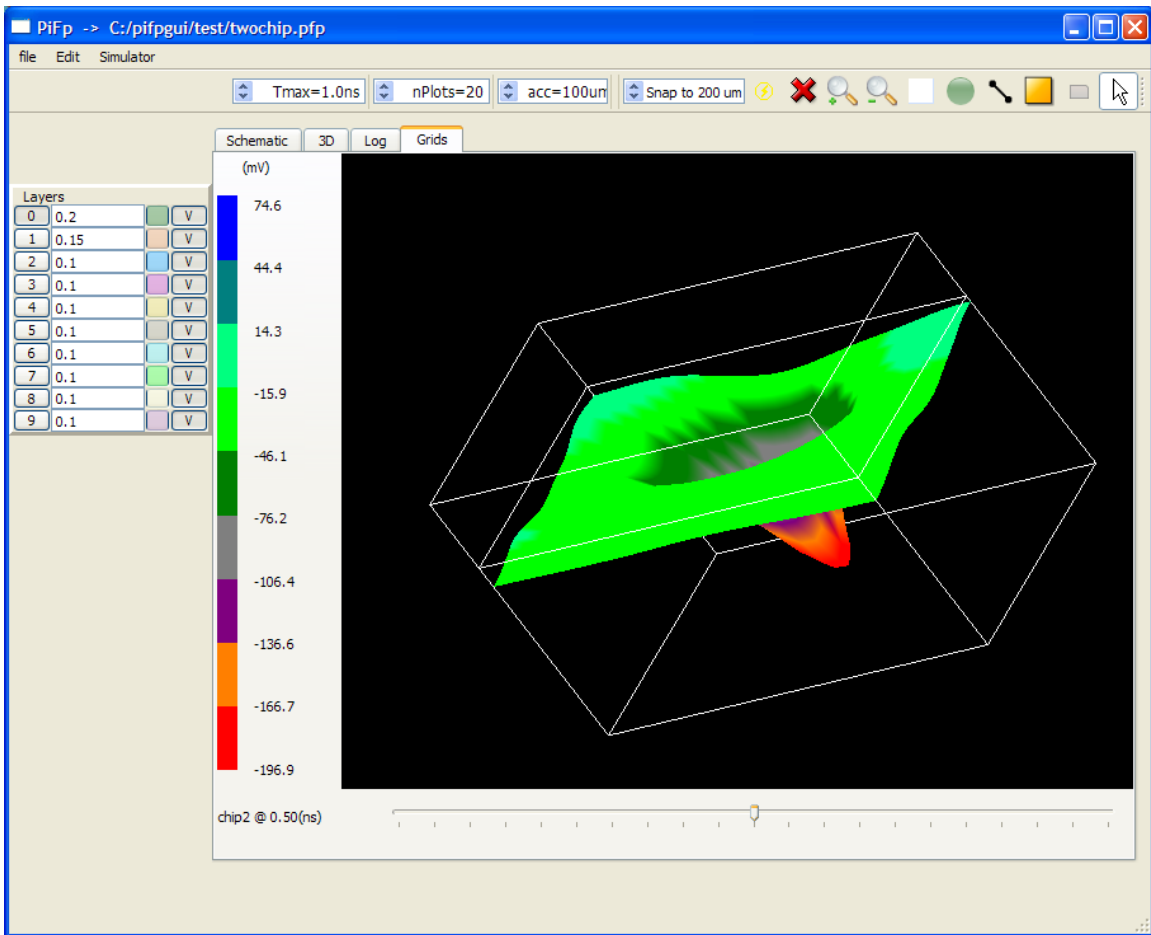 PiFp -> C:/pifpgui/test/twochip.pfp
file Edit Simulator
Tmax=1.0ns nPlots=20 acc=100um Snap to 200 um
Schematic 3D Log Grids
(mV)
74.6
44.4
14.3
-15.9
-46.1
-76.2
-106.4
-136.6
-166.7
-196.9
Layers
0 0.2 V
1 0.15 V
2 0.1 V
3 0.1 V
4 0.1 V
5 0.1 V
6 0.1 V
7 0.1 V
8 0.1 V
9 0.1 V
chip2 @ 0.50(ns)